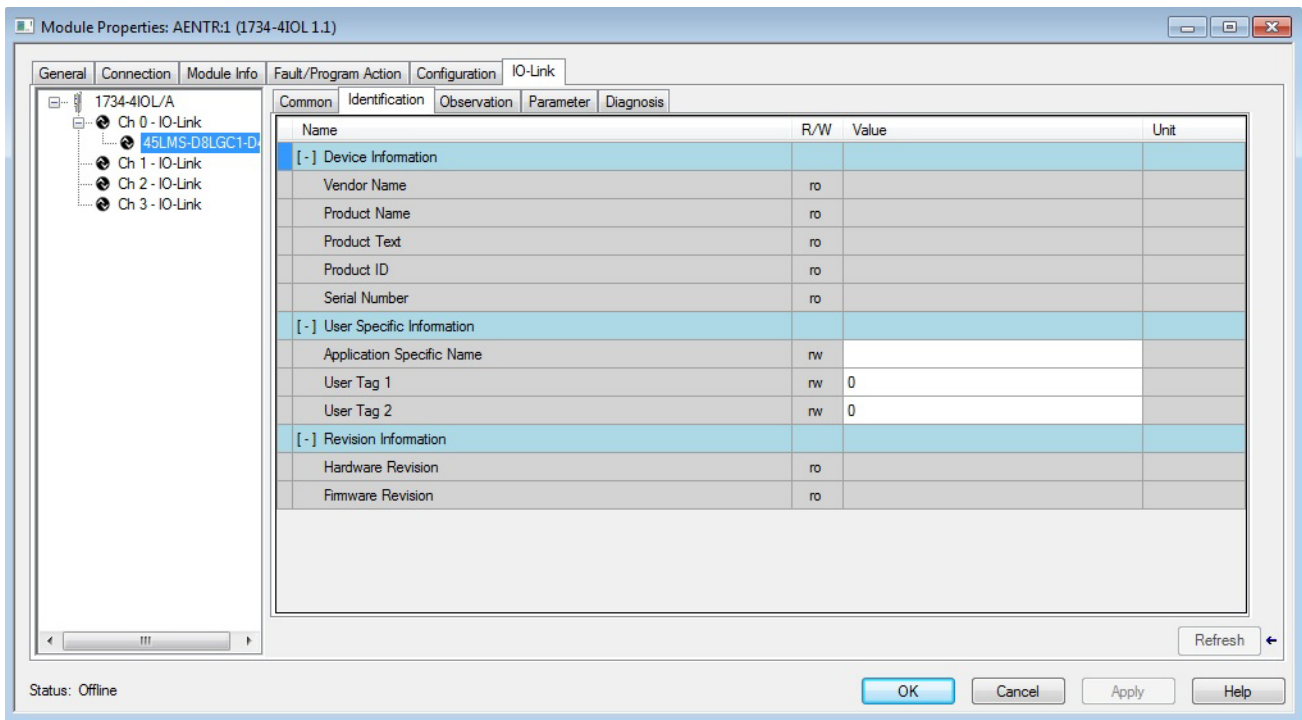 Module Properties: AENTR:1 (1734-4IOL 1.1)
General Connection Module Info Fault/Program Action Configuration IO-Link
1734-4IOL/A
Ch 0 - IO-Link
45LMS-D8LGC1-D4
Ch 1 - IO-Link
Ch 2 - IO-Link
Ch 3 - IO-Link
Common Identification Observation Parameter Diagnosis
Name R/W Value Unit
[-] Device Information
Vendor Name ro
Product Name ro
Product Text ro
Product ID ro
Serial Number ro
[-] User Specific Information
Application Specific Name rw
User Tag 1 rw 0
User Tag 2 rw 0
[-] Revision Information
Hardware Revision ro
Firmware Revision ro
Refresh
Status: Offline
OK Cancel Apply Help